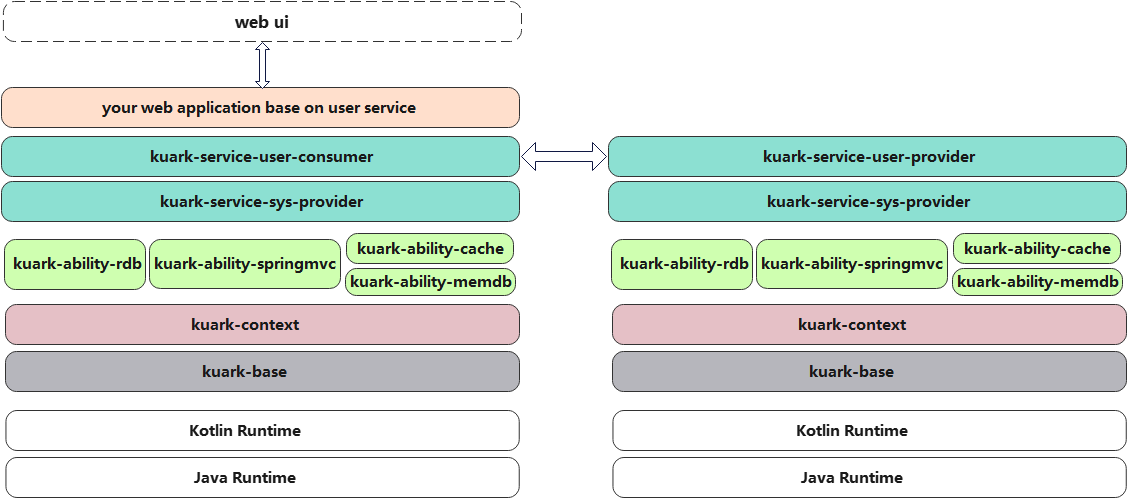 web ui
your web application base on user service
kuark-service-user-consumer
kuark-service-sys-provider
kuark-ability-rdb
kuark-ability-springmvc
kuark-ability-cache
kuark-ability-memdb
kuark-context
kuark-base
Kotlin Runtime
Java Runtime
kuark-service-user-provider
kuark-service-sys-provider
kuark-ability-rdb
kuark-ability-springmvc
kuark-ability-cache
kuark-ability-memdb
kuark-context
kuark-base
Kotlin Runtime
Java Runtime